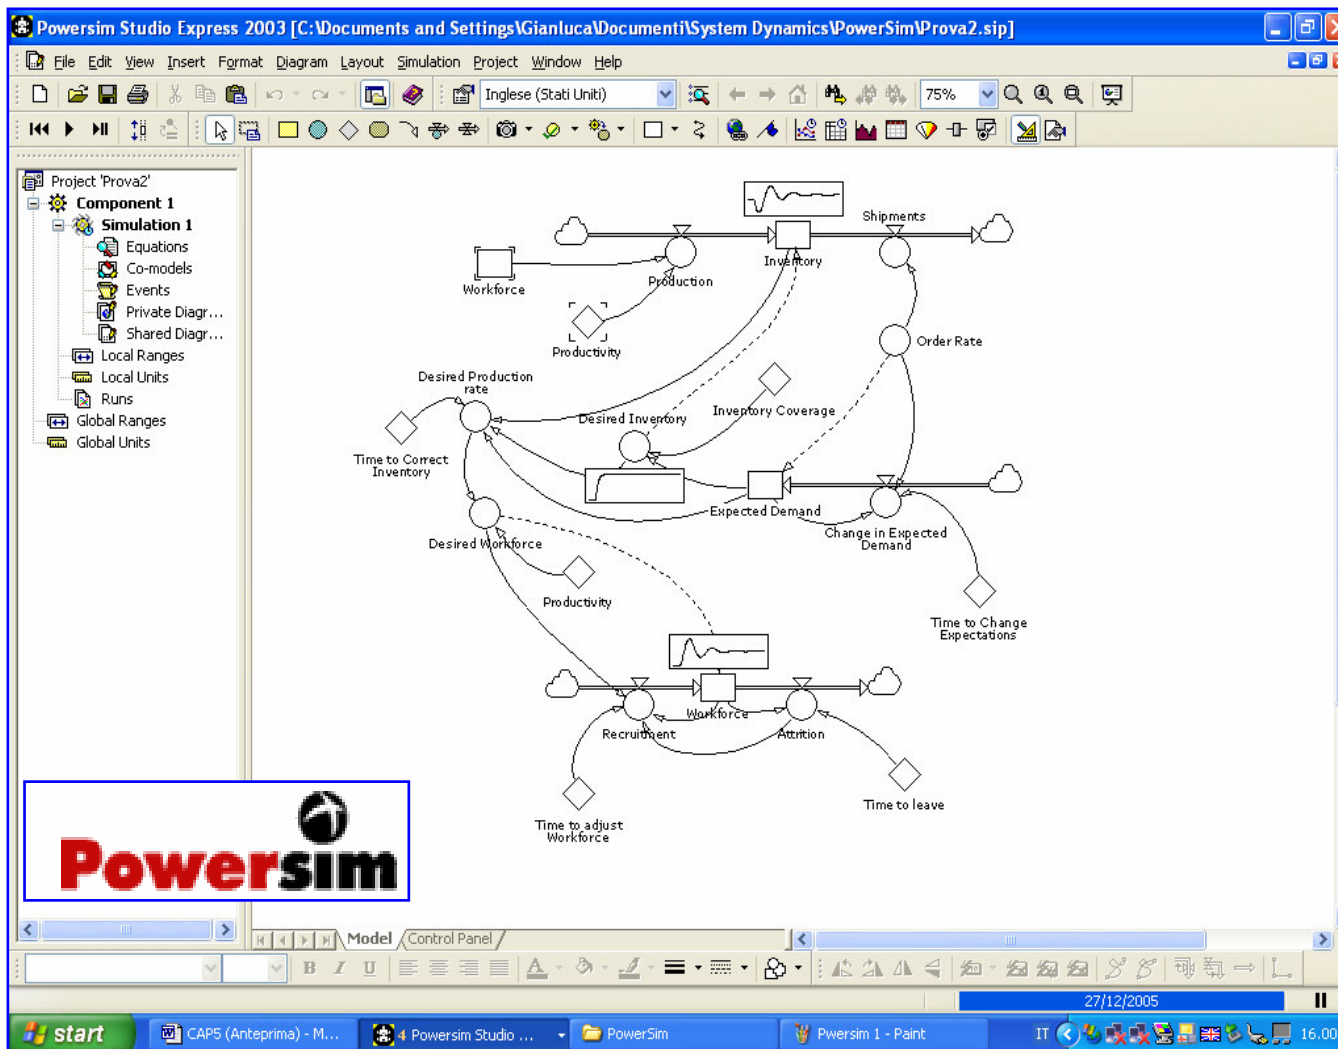 Powersim Studio Express 2003 [C:\Documents and Settings\Gianluca\Documenti\System Dynamics\PowerSim\Prova2.sip]
File Edit View Insert Format Diagram Layout Simulation Project Window Help
Inglese (Stati Uniti)
75%
Project 'Prova2'
Component 1
Simulation 1
Equations
Co-models
Events
Private Diagr...
Shared Diagr...
Local Ranges
Local Units
Runs
Global Ranges
Global Units
Shipments
Inventory
Production
Workforce
Productivity
Order Rate
Desired Production
rate
Inventory Coverage
Desired Inventory
Time to Correct
Inventory
Expected Demand
Change in Expected
Demand
Desired Workforce
Productivity
Time to Change
Expectations
Workforce
Recruitment
Attrition
Time to leave
Time to adjust
Workforce
Powersim
Model
Control Panel
B I U
A
27/12/2005
start
CAP5 (Anteprima) - M...
4 Powersim Studio ...
PowerSim
Pwersim 1 - Paint
IT
16.00